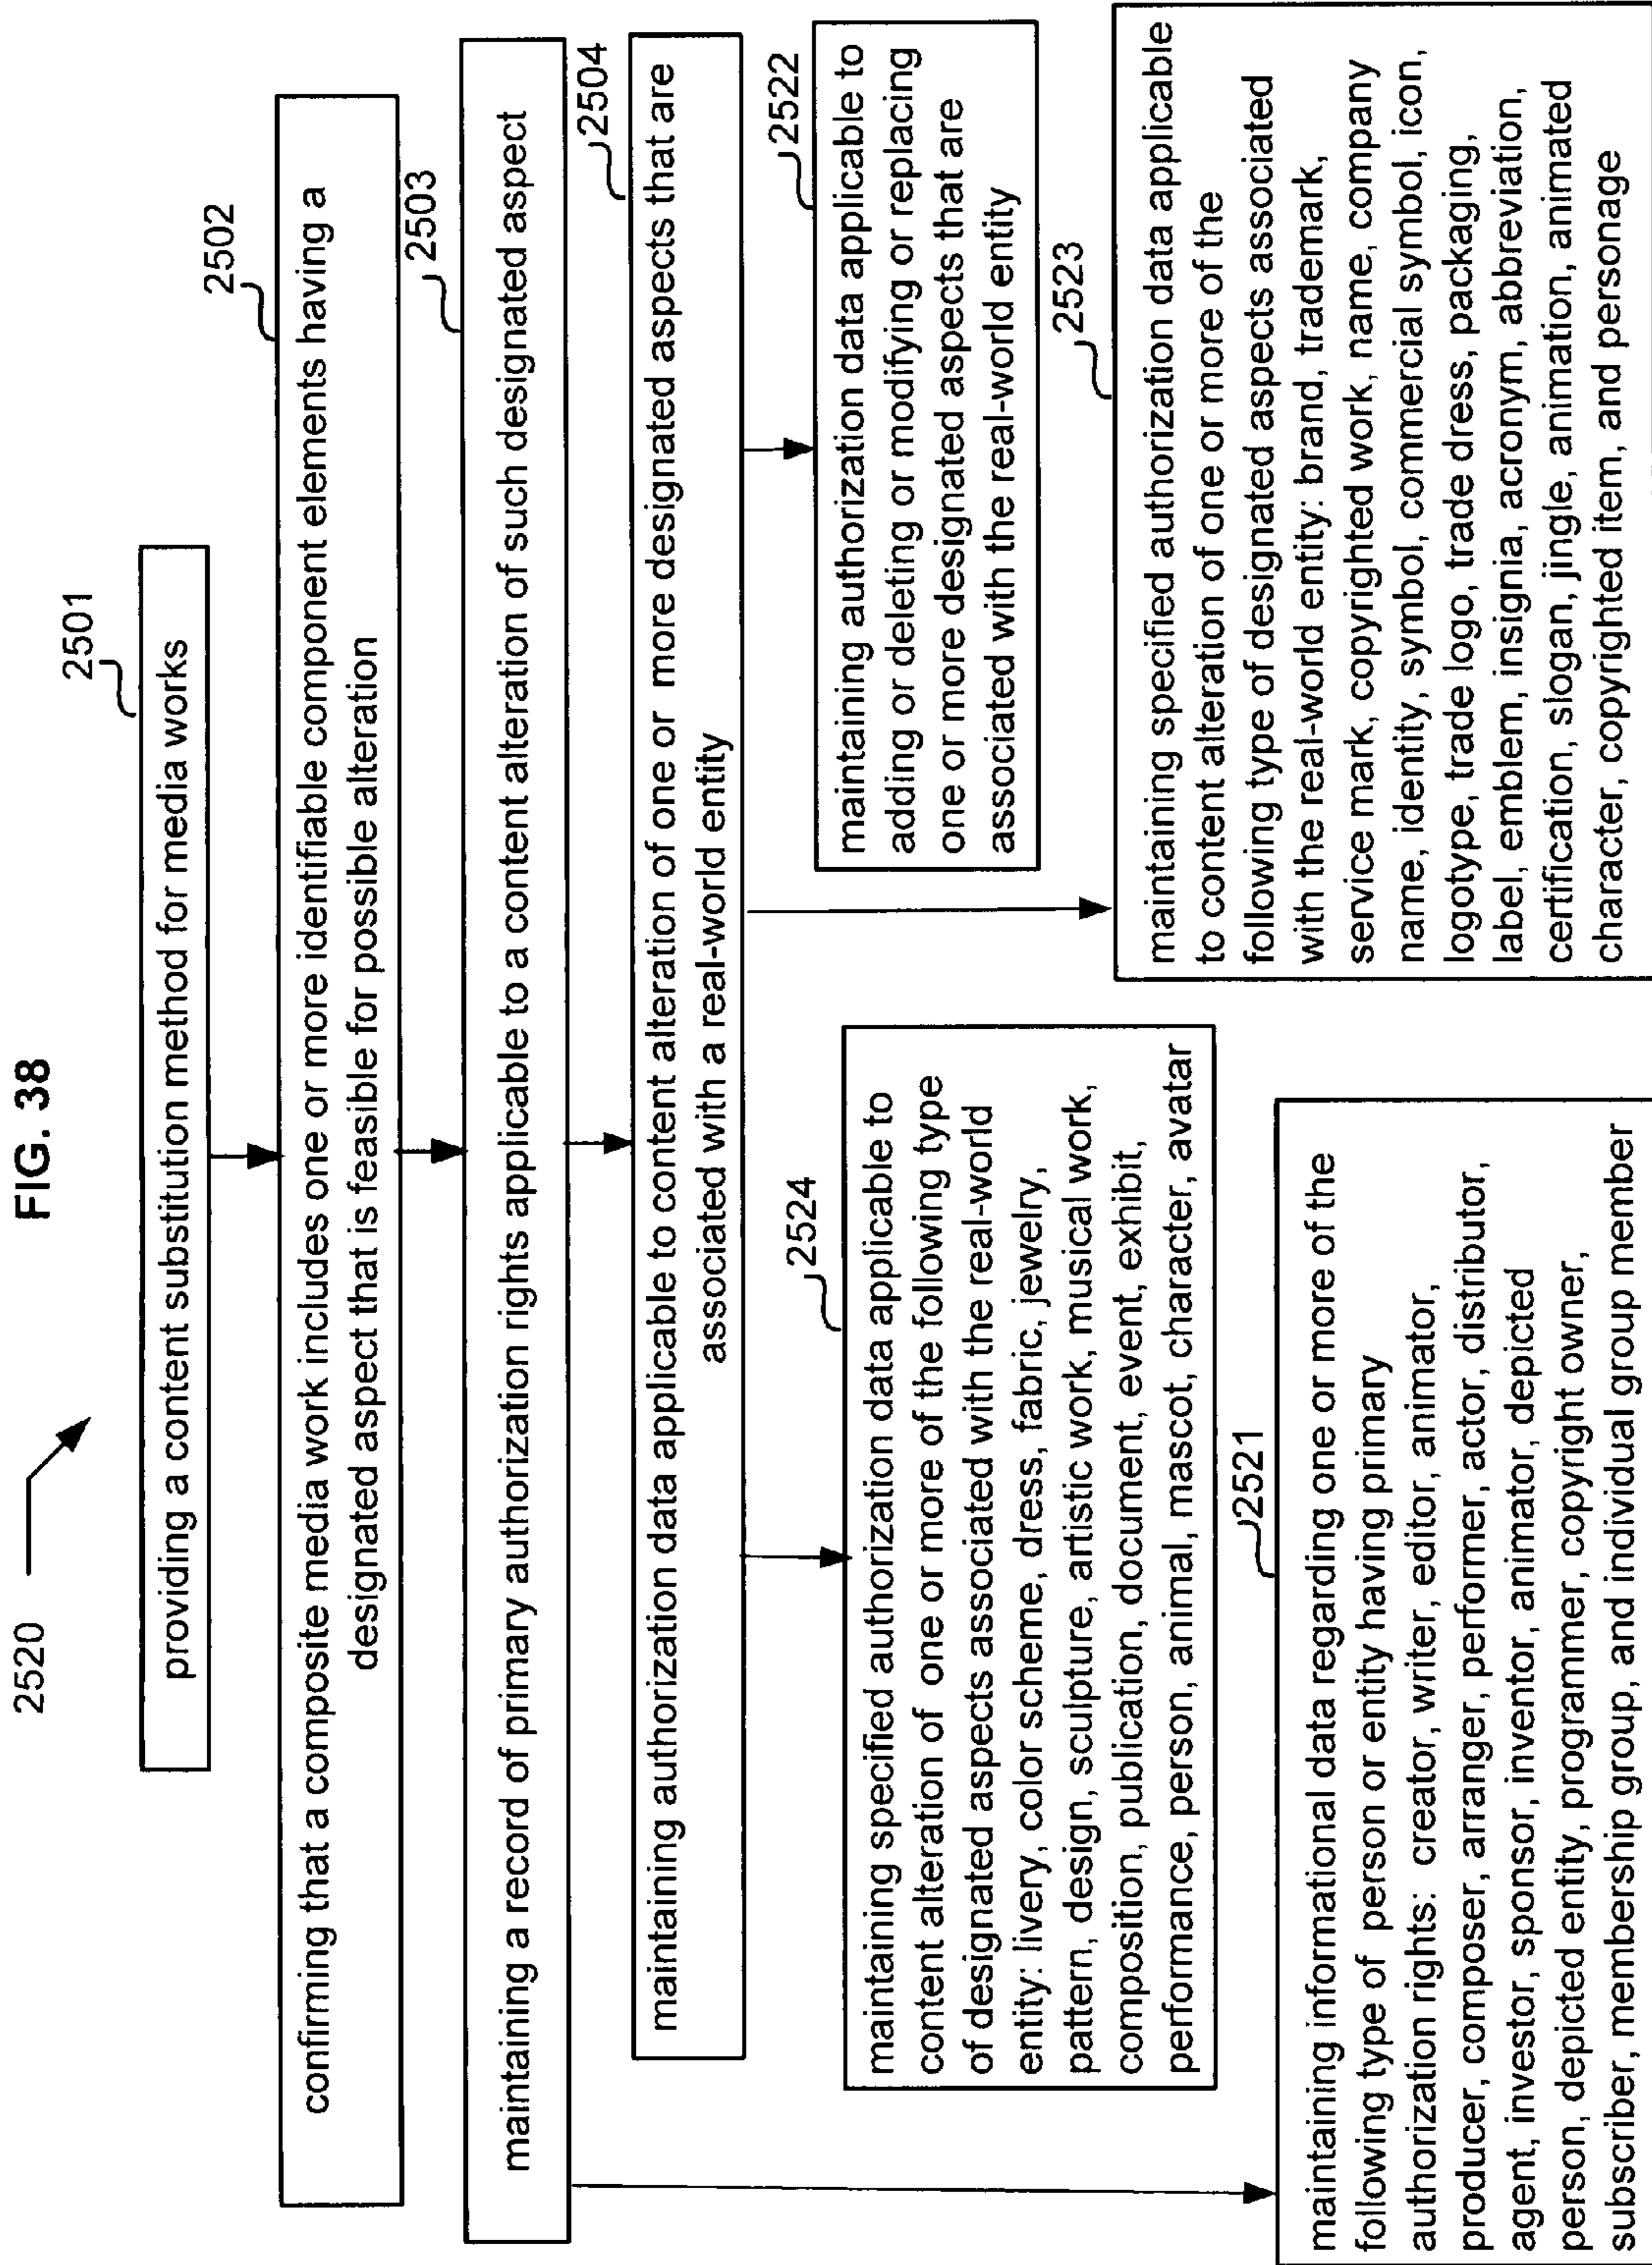 FIG. 38
2520
2501
providing a content substitution method for media works
2502
confirming that a composite media work includes one or more identifiable component elements having a
designated aspect that is feasible for possible alteration
2503
maintaining a record of primary authorization rights applicable to a content alteration of such designated aspect
2504
maintaining authorization data applicable to content alteration of one or more designated aspects that are
associated with a real-world entity
2522
maintaining authorization data applicable to
adding or deleting or modifying or replacing
one or more designated aspects that are
associated with the real-world entity
2524
maintaining specified authorization data applicable to
content alteration of one or more of the following type
of designated aspects associated with the real-world
entity: livery, color scheme, dress, fabric, jewelry,
pattern, design, sculpture, artistic work, musical work,
composition, publication, document, event, exhibit,
performance, person, animal, mascot, character, avatar
2523
maintaining specified authorization data applicable
to content alteration of one or more of the
following type of designated aspects associated
with the real-world entity: brand, trademark,
service mark, copyrighted work, name, company
name, identity, symbol, commercial symbol, icon,
logotype, trade logo, trade dress, packaging,
label, emblem, insignia, acronym, abbreviation,
certification, slogan, jingle, animation, animated
character, copyrighted item, and personage
2521
maintaining informational data regarding one or more of the
following type of person or entity having primary
authorization rights: creator, writer, editor, animator,
producer, composer, arranger, performer, actor, distributor,
agent, investor, sponsor, inventor, animator, depicted
person, depicted entity, programmer, copyright owner,
subscriber, membership group, and individual group member